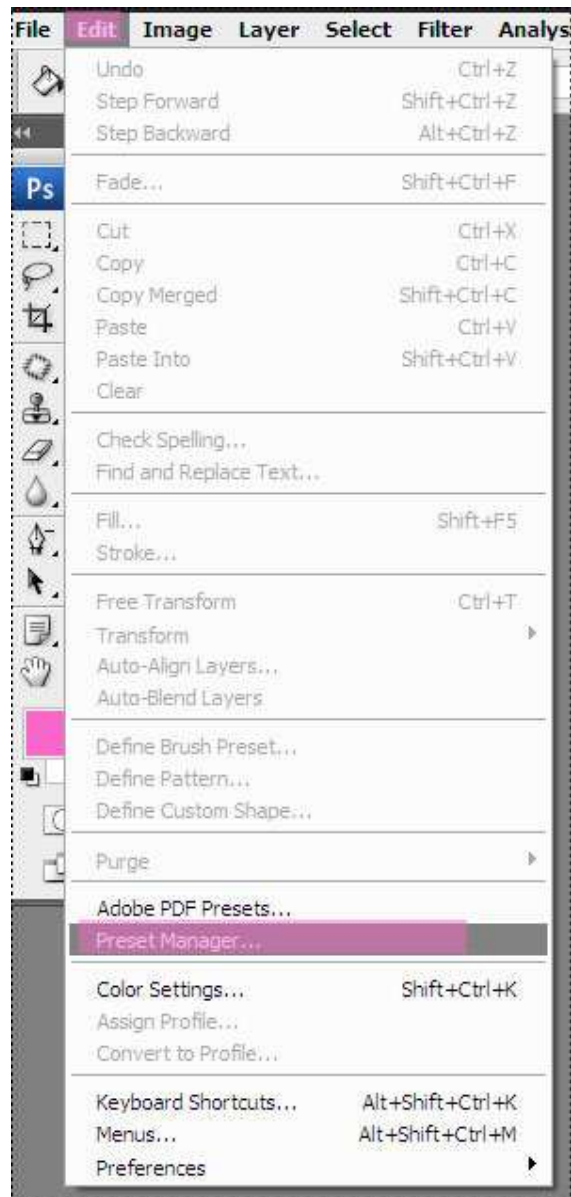 File Edit Image Layer Select Filter Analys
Undo Ctrl+Z
Step Forward Shift+Ctrl+Z
Step Backward Alt+Ctrl+Z
Ps
Fade... Shift+Ctrl+F
Cut Ctrl+X
Copy Ctrl+C
Copy Merged Shift+Ctrl+C
Paste Ctrl+V
Paste Into Shift+Ctrl+V
Clear
Check Spelling...
Find and Replace Text...
Fill... Shift+F5
Stroke...
Free Transform Ctrl+T
Transform
Auto-Align Layers...
Auto-Blend Layers
Define Brush Preset...
Define Pattern...
Define Custom Shape...
Purge
Adobe PDF Presets...
Preset Manager...
Color Settings... Shift+Ctrl+K
Assign Profile...
Convert to Profile...
Keyboard Shortcuts... Alt+Shift+Ctrl+K
Menus... Alt+Shift+Ctrl+M
Preferences